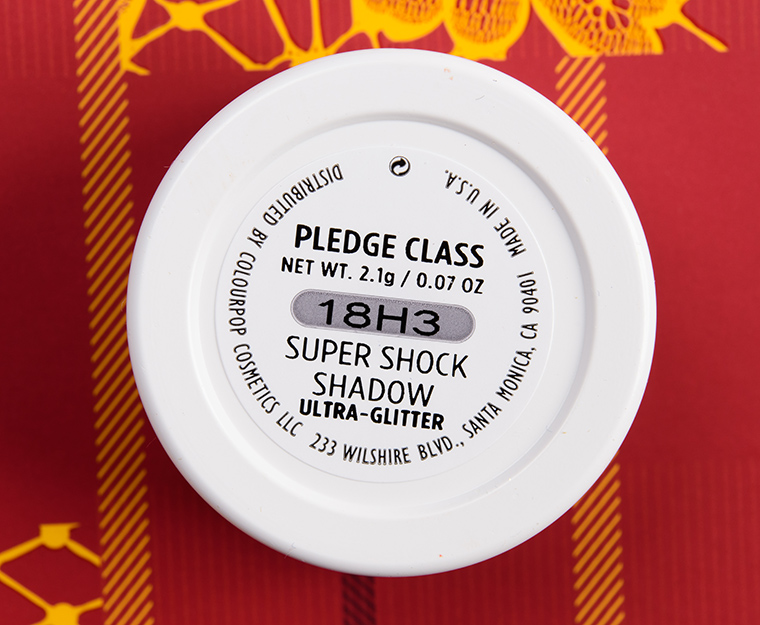 PLEDGE CLASS
NET WT. 2.1g / 0.07 OZ
18H3
SUPER SHOCK
SHADOW
ULTRA-GLITTER
DISTRIBUTED BY COLOURPOP COSMETICS LLC 233 WILSHIRE BLVD., SANTA MONICA, CA 90401 MADE IN U.S.A.